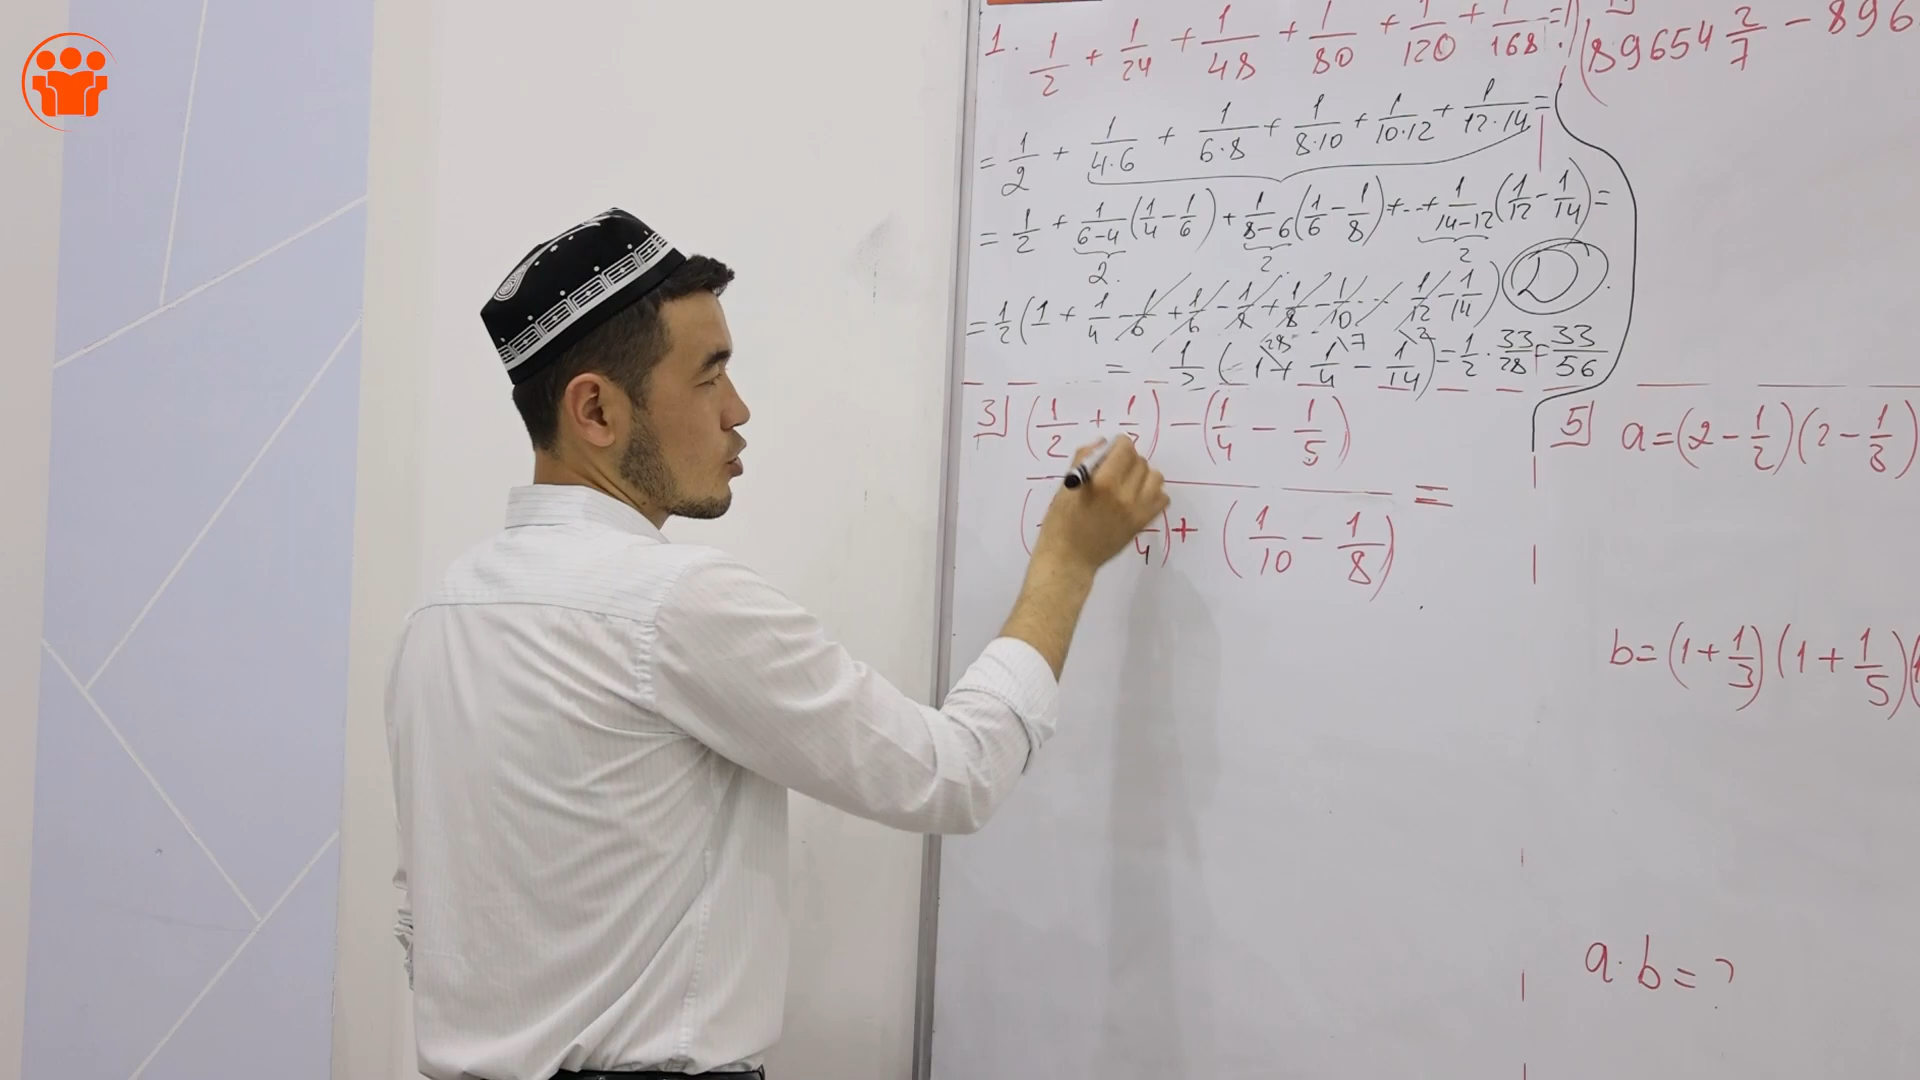 1. 1/2 + 1/24 + 1/48 + 1/80 + 1/120 + 1/168 =
= 1/2 + 1/4·6 + 1/6·8 + 1/8·10 + 1/10·12 + 1/12·14 =
= 1/2 + 1/6-4 (1/4 - 1/6) + 1/8-6 (1/6 - 1/8) + ... + 1/14-12 (1/12 - 1/14) =
2 2 2
= 1/2 (1 + 1/4 - 1/6 + 1/6 - 1/8 + 1/8 - 1/10 ... 1/12 - 1/14) D
= 1/2 (1 + 1/4 - 1/14) = 1/2 · 33/28 = 33/56
(89654 2/7 - 896
3] (1/2 + 1/ ) - (1/4 - 1/5)
( 4) + (1/10 - 1/8) =
5] a = (2 - 1/2)(2 - 1/3)
b = (1 + 1/3)(1 + 1/5)(1
a · b = ?